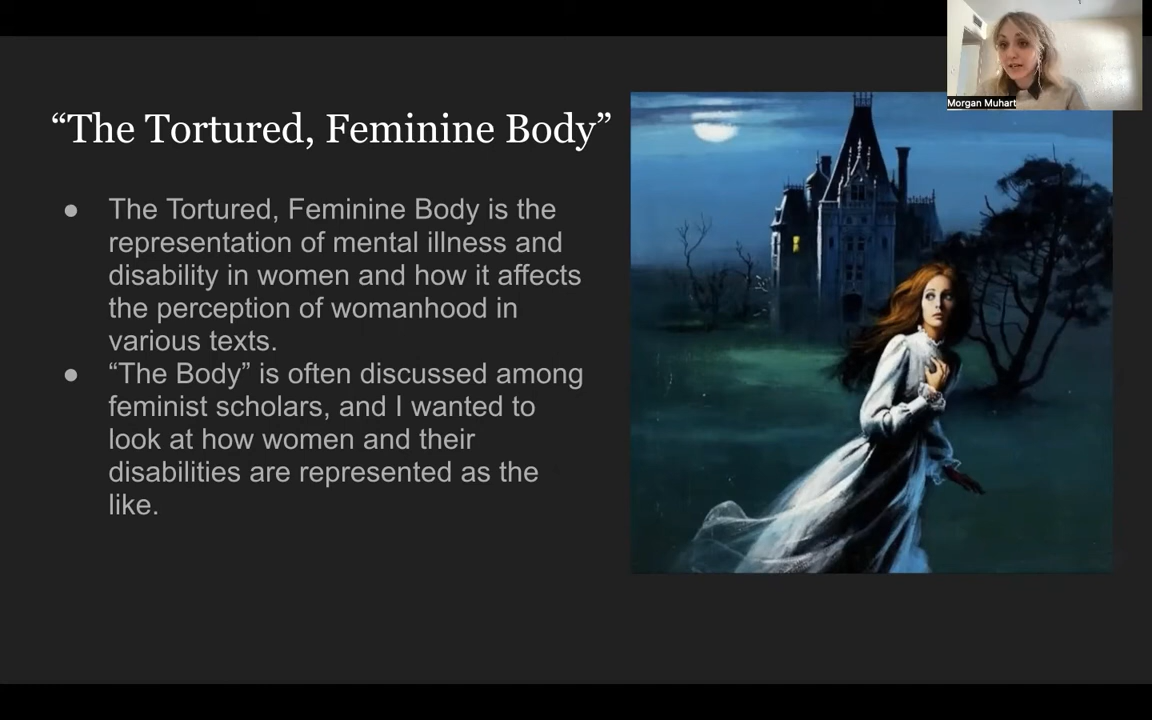 Morgan Muhart
“The Tortured, Feminine Body”
● The Tortured, Feminine Body is the
representation of mental illness and
disability in women and how it affects
the perception of womanhood in
various texts.
● “The Body” is often discussed among
feminist scholars, and I wanted to
look at how women and their
disabilities are represented as the
like.